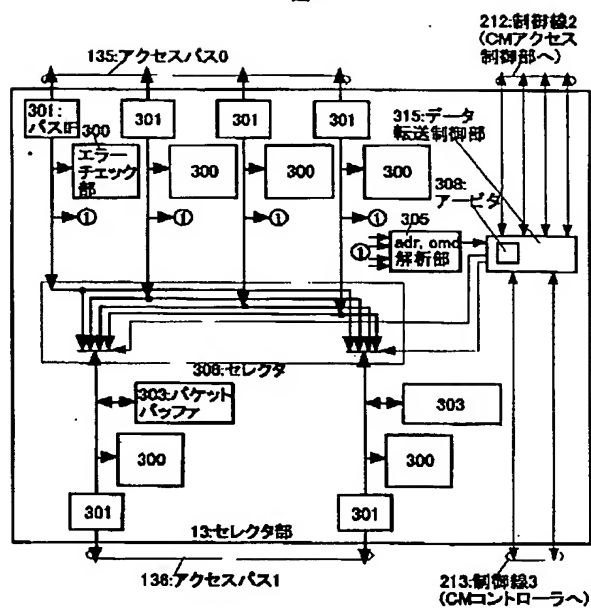 212:制御線2
(CMアクセス
制御部へ)
135:アクセスパス0
301:
パスIF
301
301
301
315:データ
転送制御部
300
エラー
チェック
部
300
300
300
308:
アービタ
①
①
①
①
305
adr, cmd
解析部
①
306:セレクタ
303:パケット
バッファ
303
300
300
301
301
13:セレクタ部
136:アクセスパス1
213:制御線3
(CMコントローラへ)